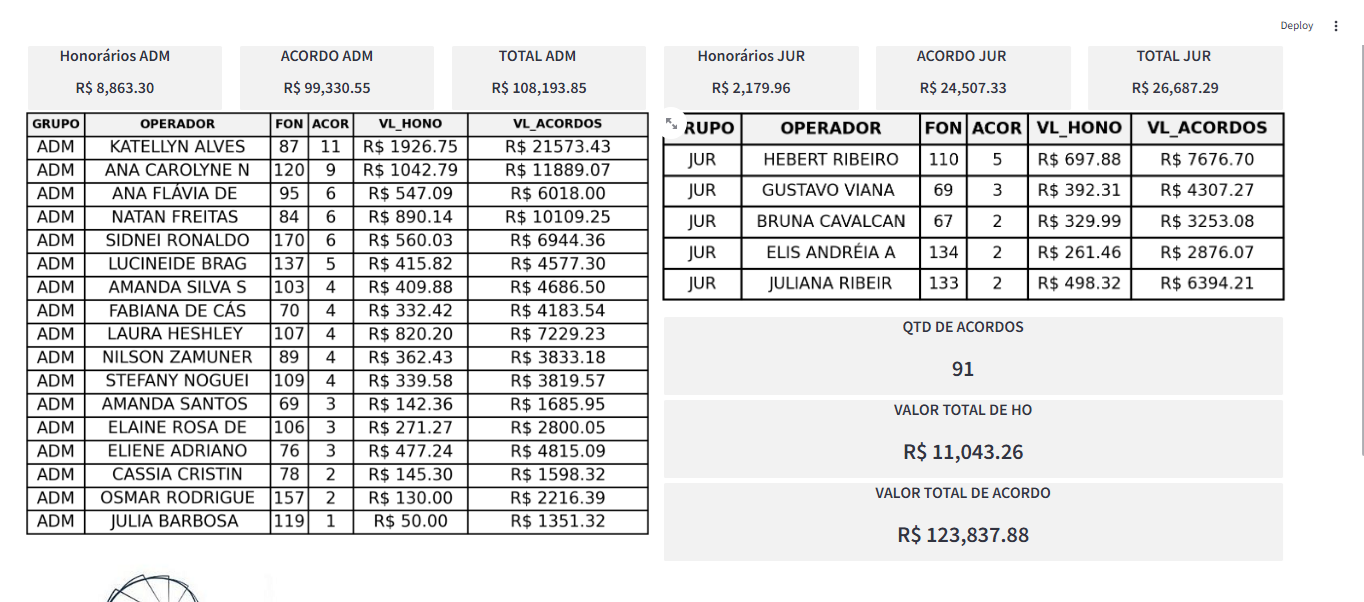 Deploy
Honorários ADM
R$ 8,863.30
ACORDO ADM
R$ 99,330.55
TOTAL ADM
R$ 108,193.85
Honorários JUR
R$ 2,179.96
ACORDO JUR
R$ 24,507.33
TOTAL JUR
R$ 26,687.29
GRUPO OPERADOR FON ACOR VL_HONO VL_ACORDOS
ADM KATELLYN ALVES 87 11 R$ 1926.75 R$ 21573.43
ADM ANA CAROLYNE N 120 9 R$ 1042.79 R$ 11889.07
ADM ANA FLÁVIA DE 95 6 R$ 547.09 R$ 6018.00
ADM NATAN FREITAS 84 6 R$ 890.14 R$ 10109.25
ADM SIDNEI RONALDO 170 6 R$ 560.03 R$ 6944.36
ADM LUCINEIDE BRAG 137 5 R$ 415.82 R$ 4577.30
ADM AMANDA SILVA S 103 4 R$ 409.88 R$ 4686.50
ADM FABIANA DE CÁS 70 4 R$ 332.42 R$ 4183.54
ADM LAURA HESHLEY 107 4 R$ 820.20 R$ 7229.23
ADM NILSON ZAMUNER 89 4 R$ 362.43 R$ 3833.18
ADM STEFANY NOGUEI 109 4 R$ 339.58 R$ 3819.57
ADM AMANDA SANTOS 69 3 R$ 142.36 R$ 1685.95
ADM ELAINE ROSA DE 106 3 R$ 271.27 R$ 2800.05
ADM ELIENE ADRIANO 76 3 R$ 477.24 R$ 4815.09
ADM CASSIA CRISTIN 78 2 R$ 145.30 R$ 1598.32
ADM OSMAR RODRIGUE 157 2 R$ 130.00 R$ 2216.39
ADM JULIA BARBOSA 119 1 R$ 50.00 R$ 1351.32
RUPO OPERADOR FON ACOR VL_HONO VL_ACORDOS
JUR HEBERT RIBEIRO 110 5 R$ 697.88 R$ 7676.70
JUR GUSTAVO VIANA 69 3 R$ 392.31 R$ 4307.27
JUR BRUNA CAVALCAN 67 2 R$ 329.99 R$ 3253.08
JUR ELIS ANDRÉIA A 134 2 R$ 261.46 R$ 2876.07
JUR JULIANA RIBEIR 133 2 R$ 498.32 R$ 6394.21
QTD DE ACORDOS
91
VALOR TOTAL DE HO
R$ 11,043.26
VALOR TOTAL DE ACORDO
R$ 123,837.88